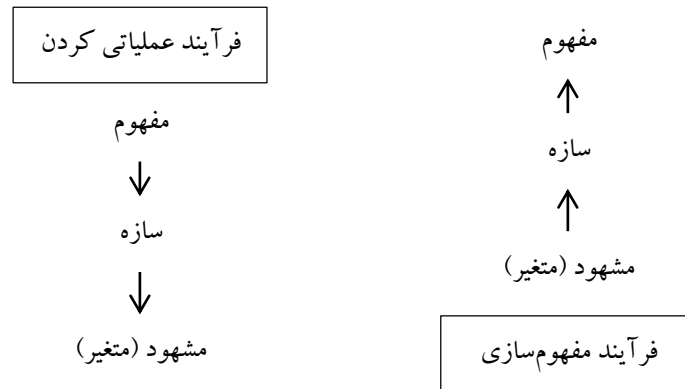 فرآیند عملیاتی کردن
مفهوم
سازه
مشهود (متغیر)
مفهوم
سازه
مشهود (متغیر)
فرآیند مفهوم‌سازی